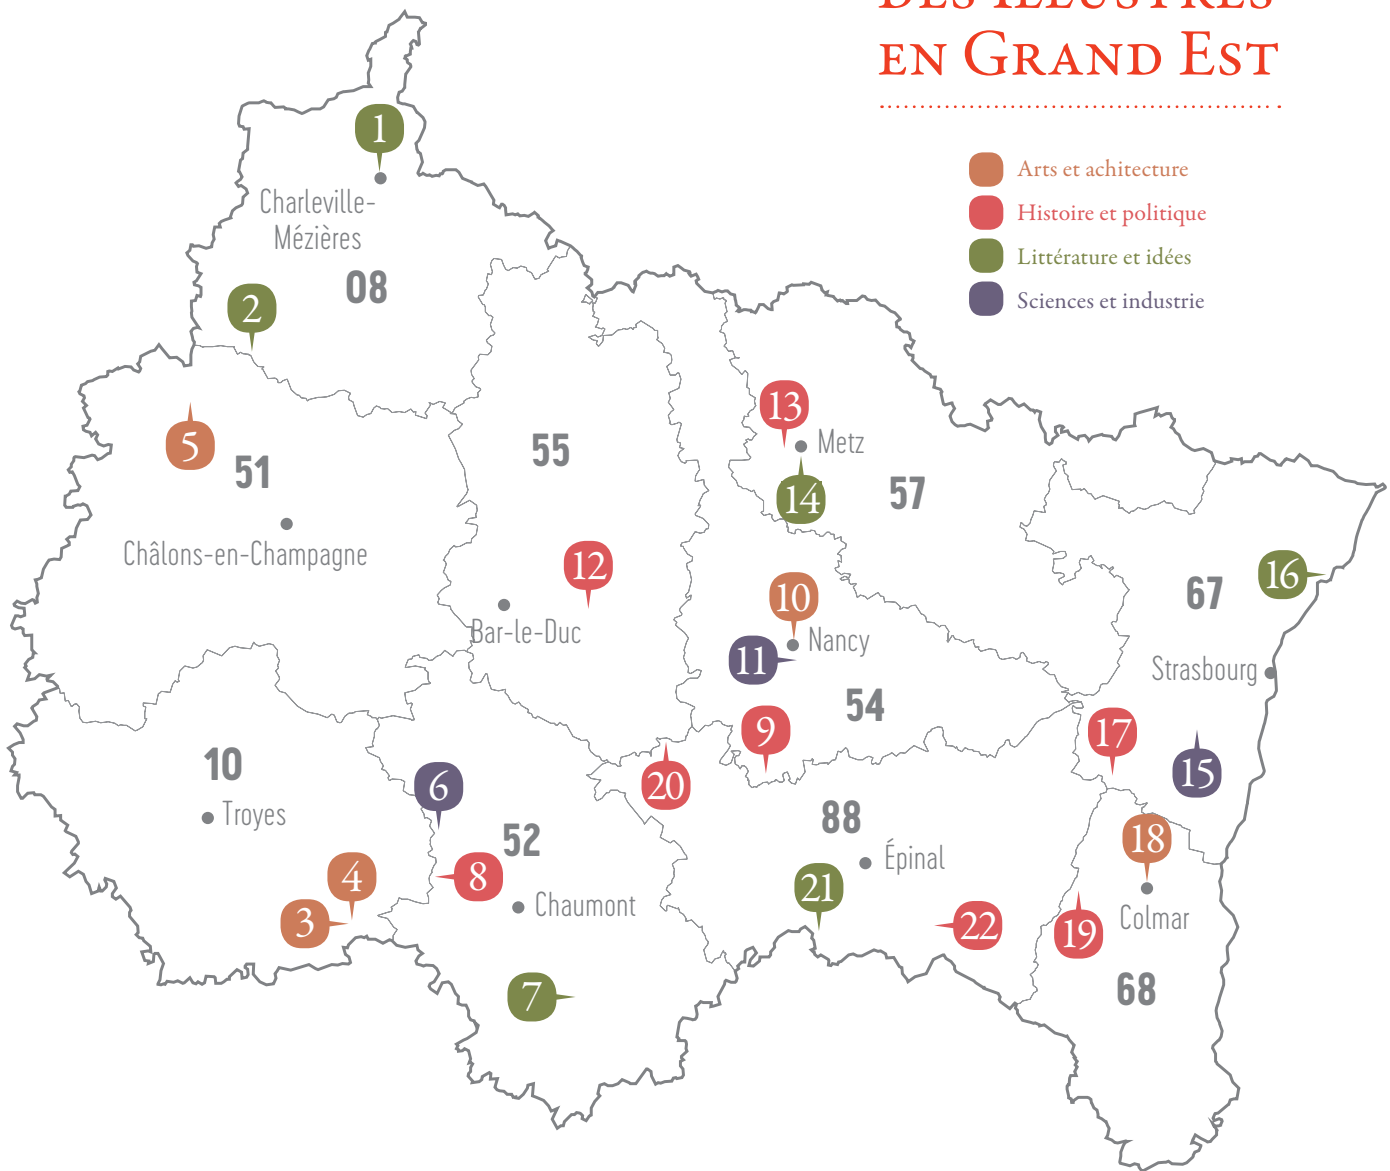 DES ILLUSTRES
EN GRAND EST
Arts et achitecture
Histoire et politique
Littérature et idées
Sciences et industrie
1
Charleville-
Mézières
08
2
13
Metz
5
51
55
14
57
Châlons-en-Champagne
12
10
Nancy
11
16
67
Bar-le-Duc
Strasbourg
54
9
17
10
Troyes
6
52
20
15
88
Épinal
18
4
8
Chaumont
21
3
22
19
Colmar
7
68